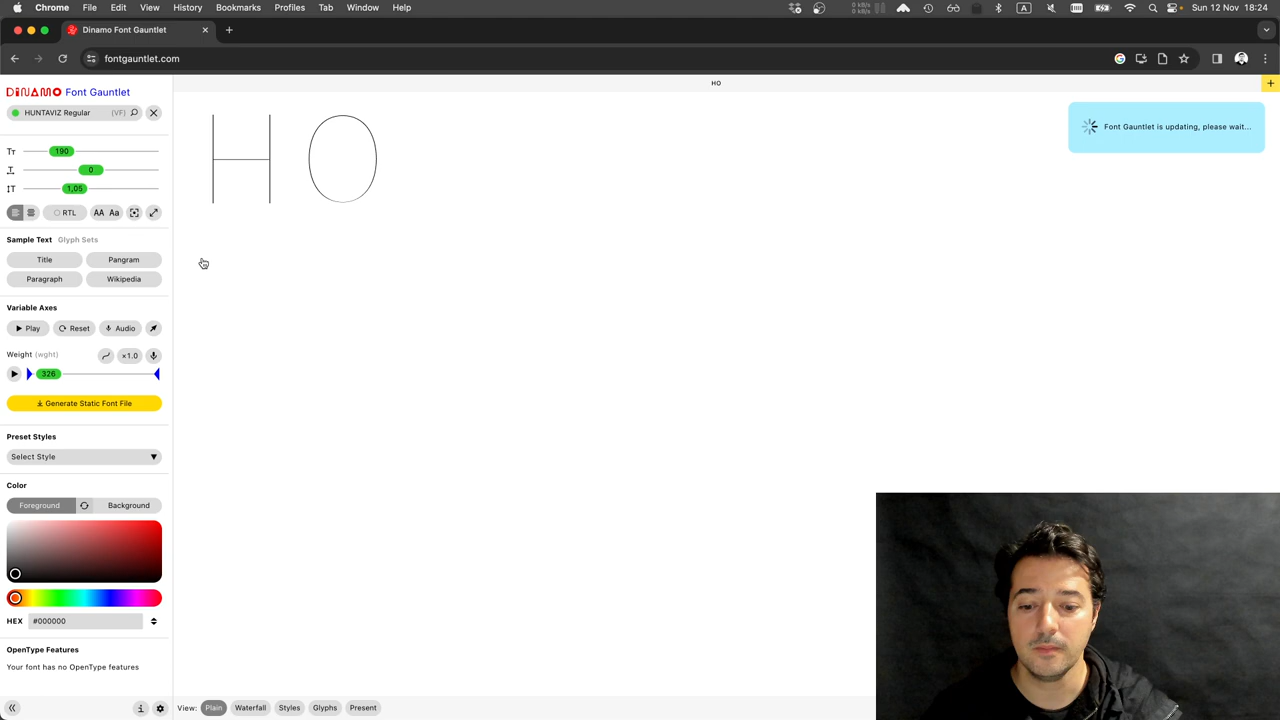 Chrome File Edit View History Bookmarks Profiles Tab Window Help
0 kB/s
0 kB/s
A
Sun 12 Nov 18:24
Dinamo Font Gauntlet
fontgauntlet.com
DINAMO Font Gauntlet
HO
HUNTAVIZ Regular (VF)
Font Gauntlet is updating, please wait...
H O
190
0
1,05
RTL AA Aa
Sample Text Glyph Sets
Title Pangram
Paragraph Wikipedia
Variable Axes
Play Reset Audio
Weight (wght) ×1.0
326
Generate Static Font File
Preset Styles
Select Style
Color
Foreground Background
HEX #000000
OpenType Features
Your font has no OpenType features
View: Plain Waterfall Styles Glyphs Present